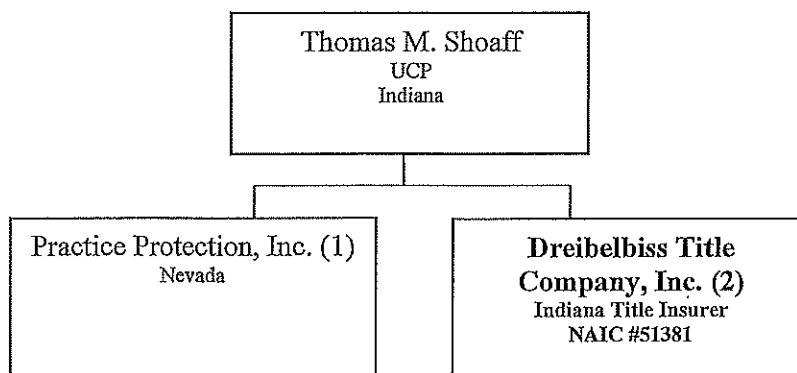 Thomas M. Shoaff
UCP
Indiana
Practice Protection, Inc. (1)
Nevada
Dreibelbiss Title
Company, Inc. (2)
Indiana Title Insurer
NAIC #51381